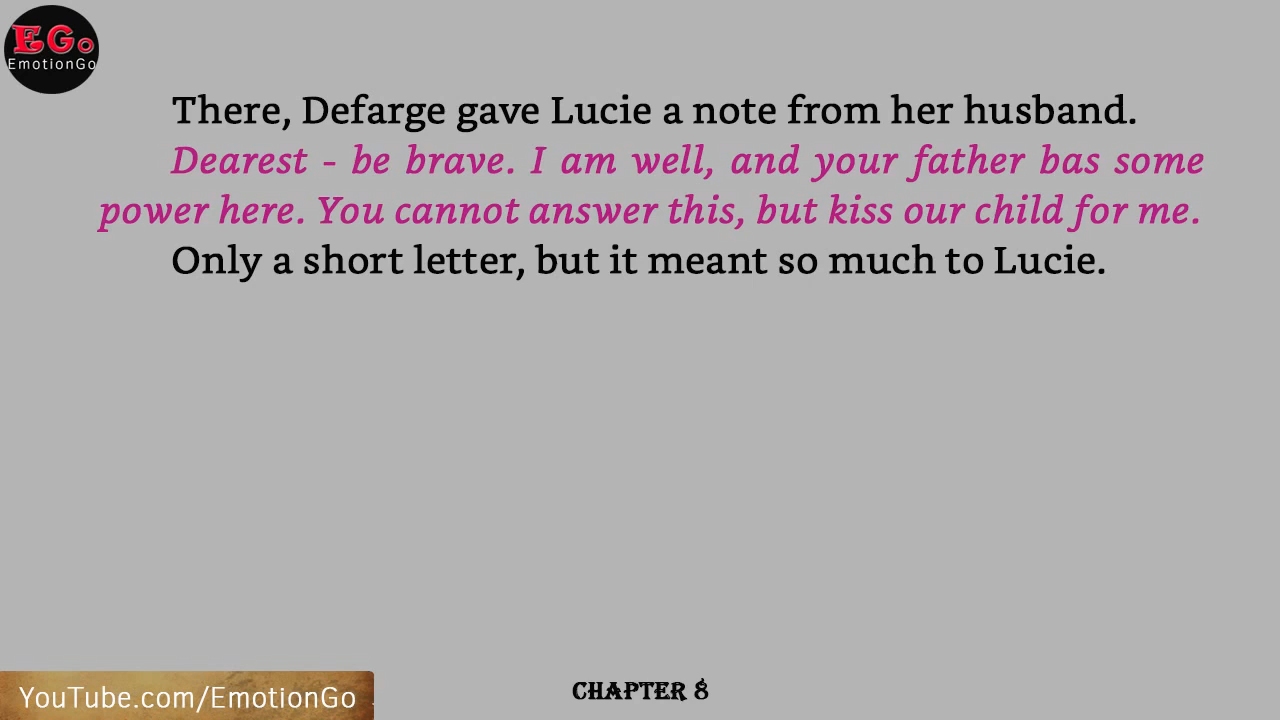 EGo
EmotionGo
There, Defarge gave Lucie a note from her husband.
Dearest - be brave. I am well, and your father bas some
power here. You cannot answer this, but kiss our child for me.
Only a short letter, but it meant so much to Lucie.
YouTube.com/EmotionGo
CHAPTER 8